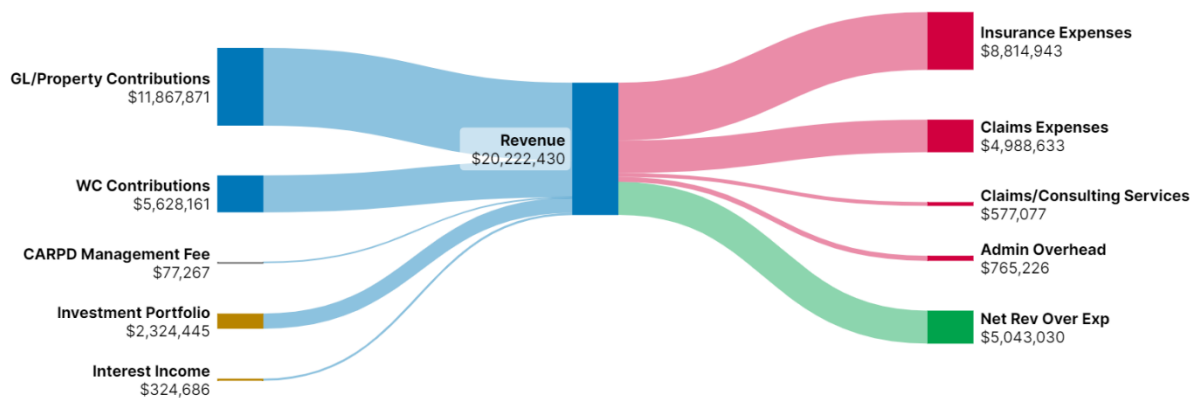 GL/Property Contributions
$11,867,871
WC Contributions
$5,628,161
CARPD Management Fee
$77,267
Investment Portfolio
$2,324,445
Interest Income
$324,686
Revenue
$20,222,430
Insurance Expenses
$8,814,943
Claims Expenses
$4,988,633
Claims/Consulting Services
$577,077
Admin Overhead
$765,226
Net Rev Over Exp
$5,043,030